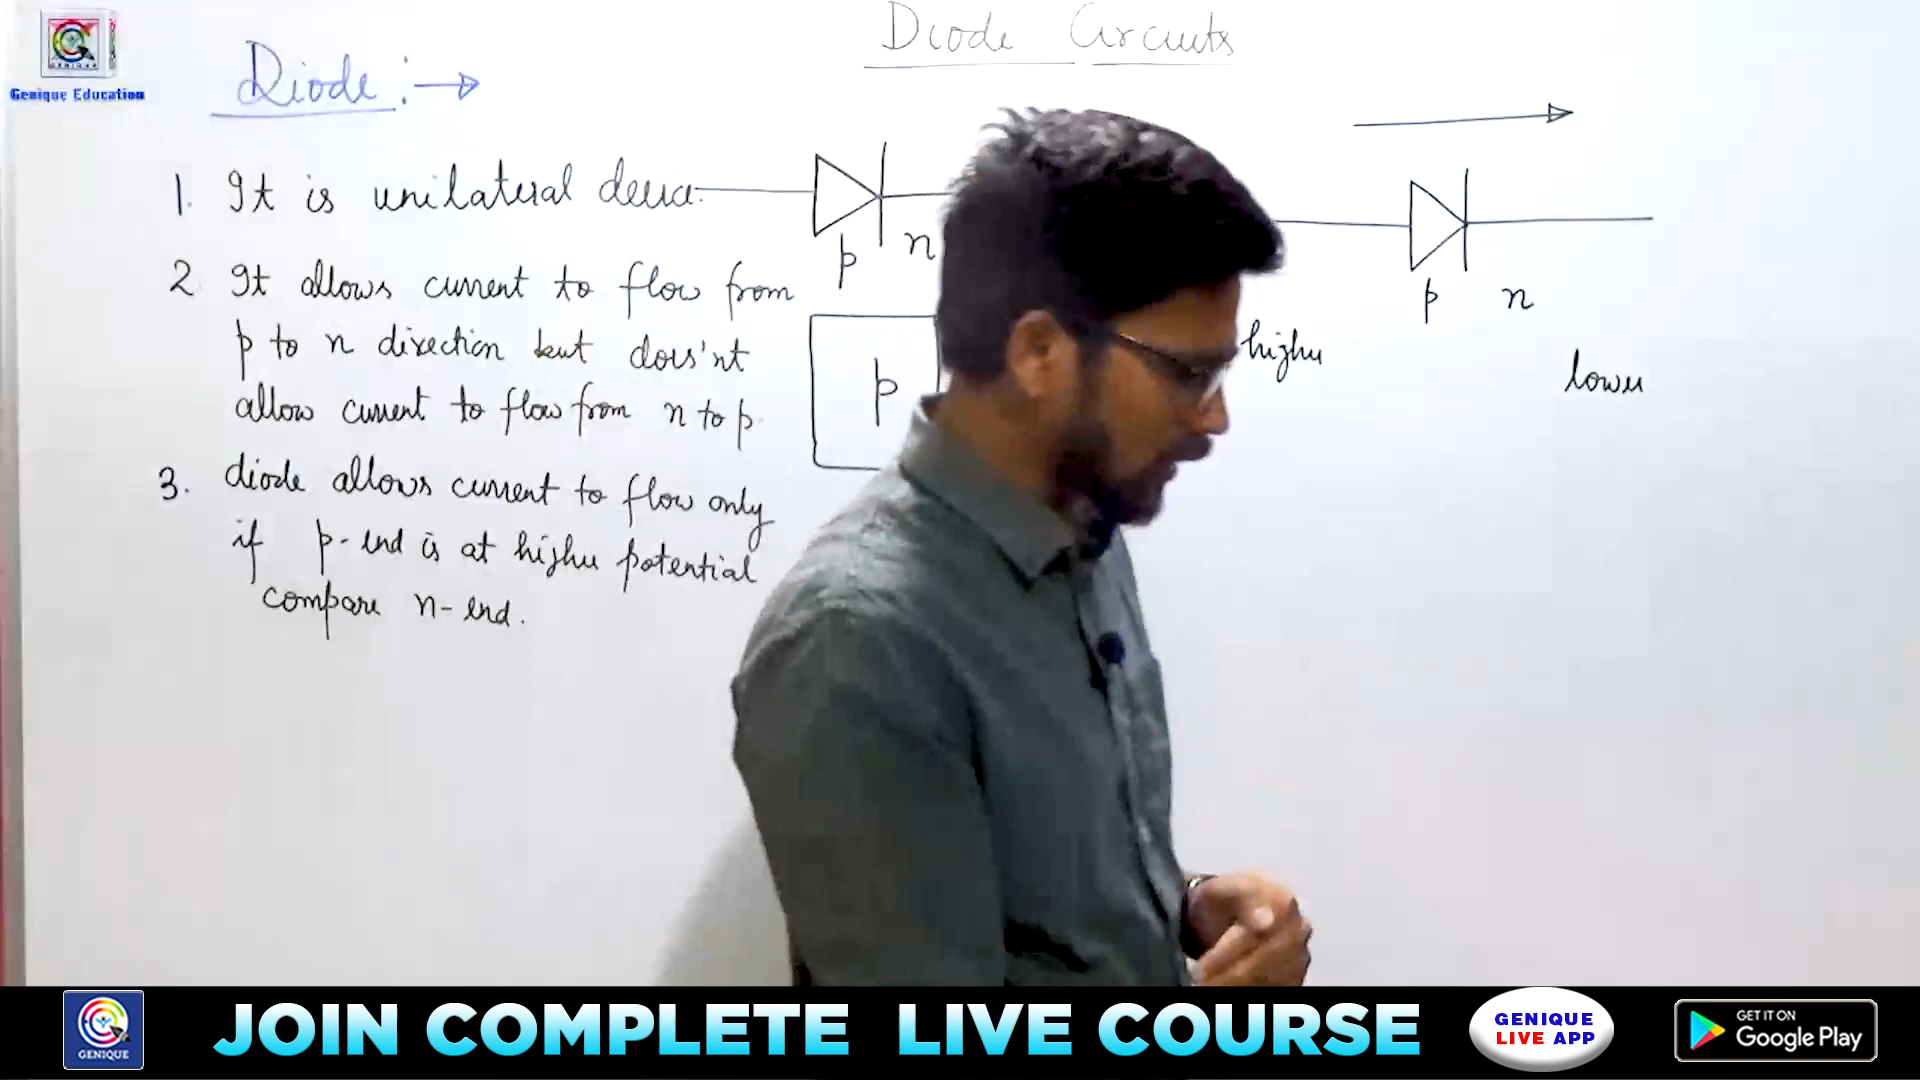 Diode Circuits
GENIQUE
Genique Education
Diode :→
1. It is unilateral device.
p n
2 It allows current to flow from
p to n direction but does'nt
allow current to flow from n to p.
p
3. diode allows current to flow only
if p-end is at higher potential
compare n-end.
p n
higher
lower
GENIQUE
JOIN COMPLETE LIVE COURSE
GENIQUE
LIVE APP
GET IT ON
Google Play